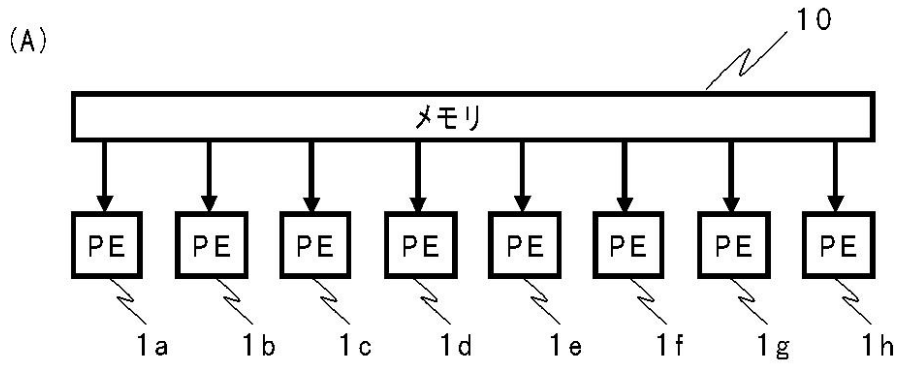 10
(A)
メモリ
PE PE PE PE PE PE PE PE
1a 1b 1c 1d 1e 1f 1g 1h